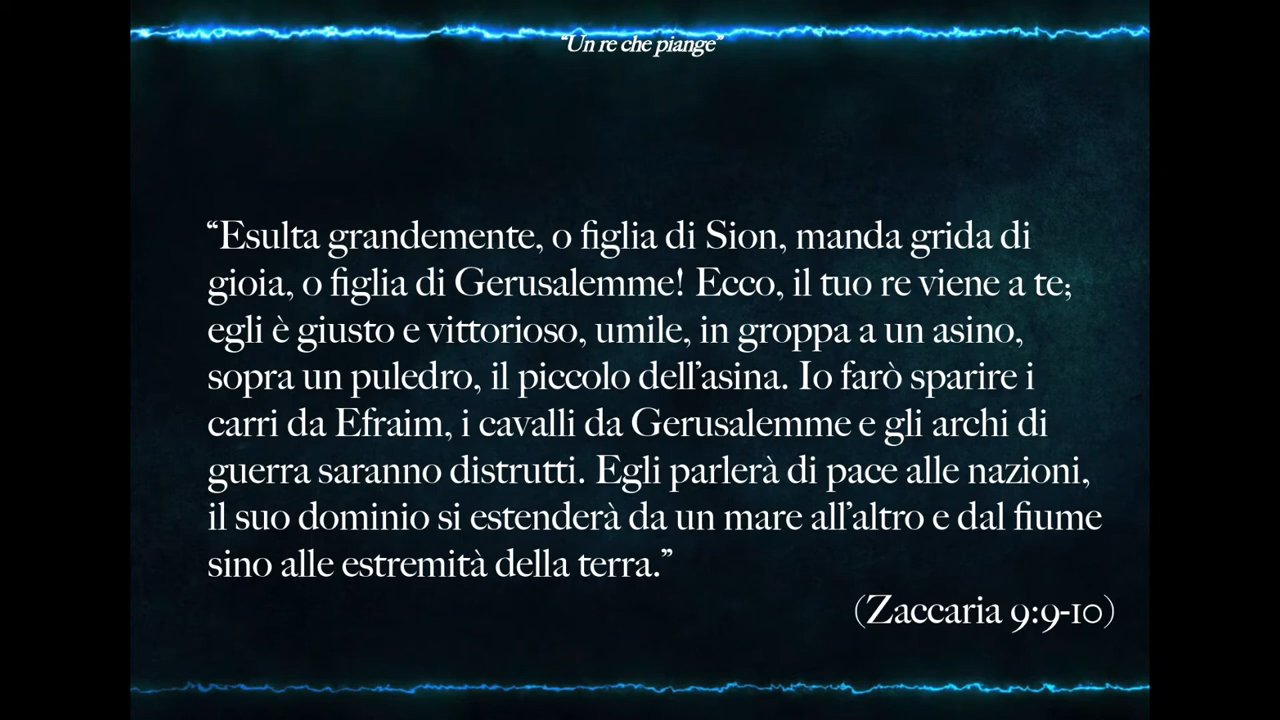 “Un re che piange”
“Esulta grandemente, o figlia di Sion, manda grida di
gioia, o figlia di Gerusalemme! Ecco, il tuo re viene a te;
egli è giusto e vittorioso, umile, in groppa a un asino,
sopra un puledro, il piccolo dell’asina. Io farò sparire i
carri da Efraim, i cavalli da Gerusalemme e gli archi di
guerra saranno distrutti. Egli parlerà di pace alle nazioni,
il suo dominio si estenderà da un mare all’altro e dal fiume
sino alle estremità della terra.”
(Zaccaria 9:9-10)